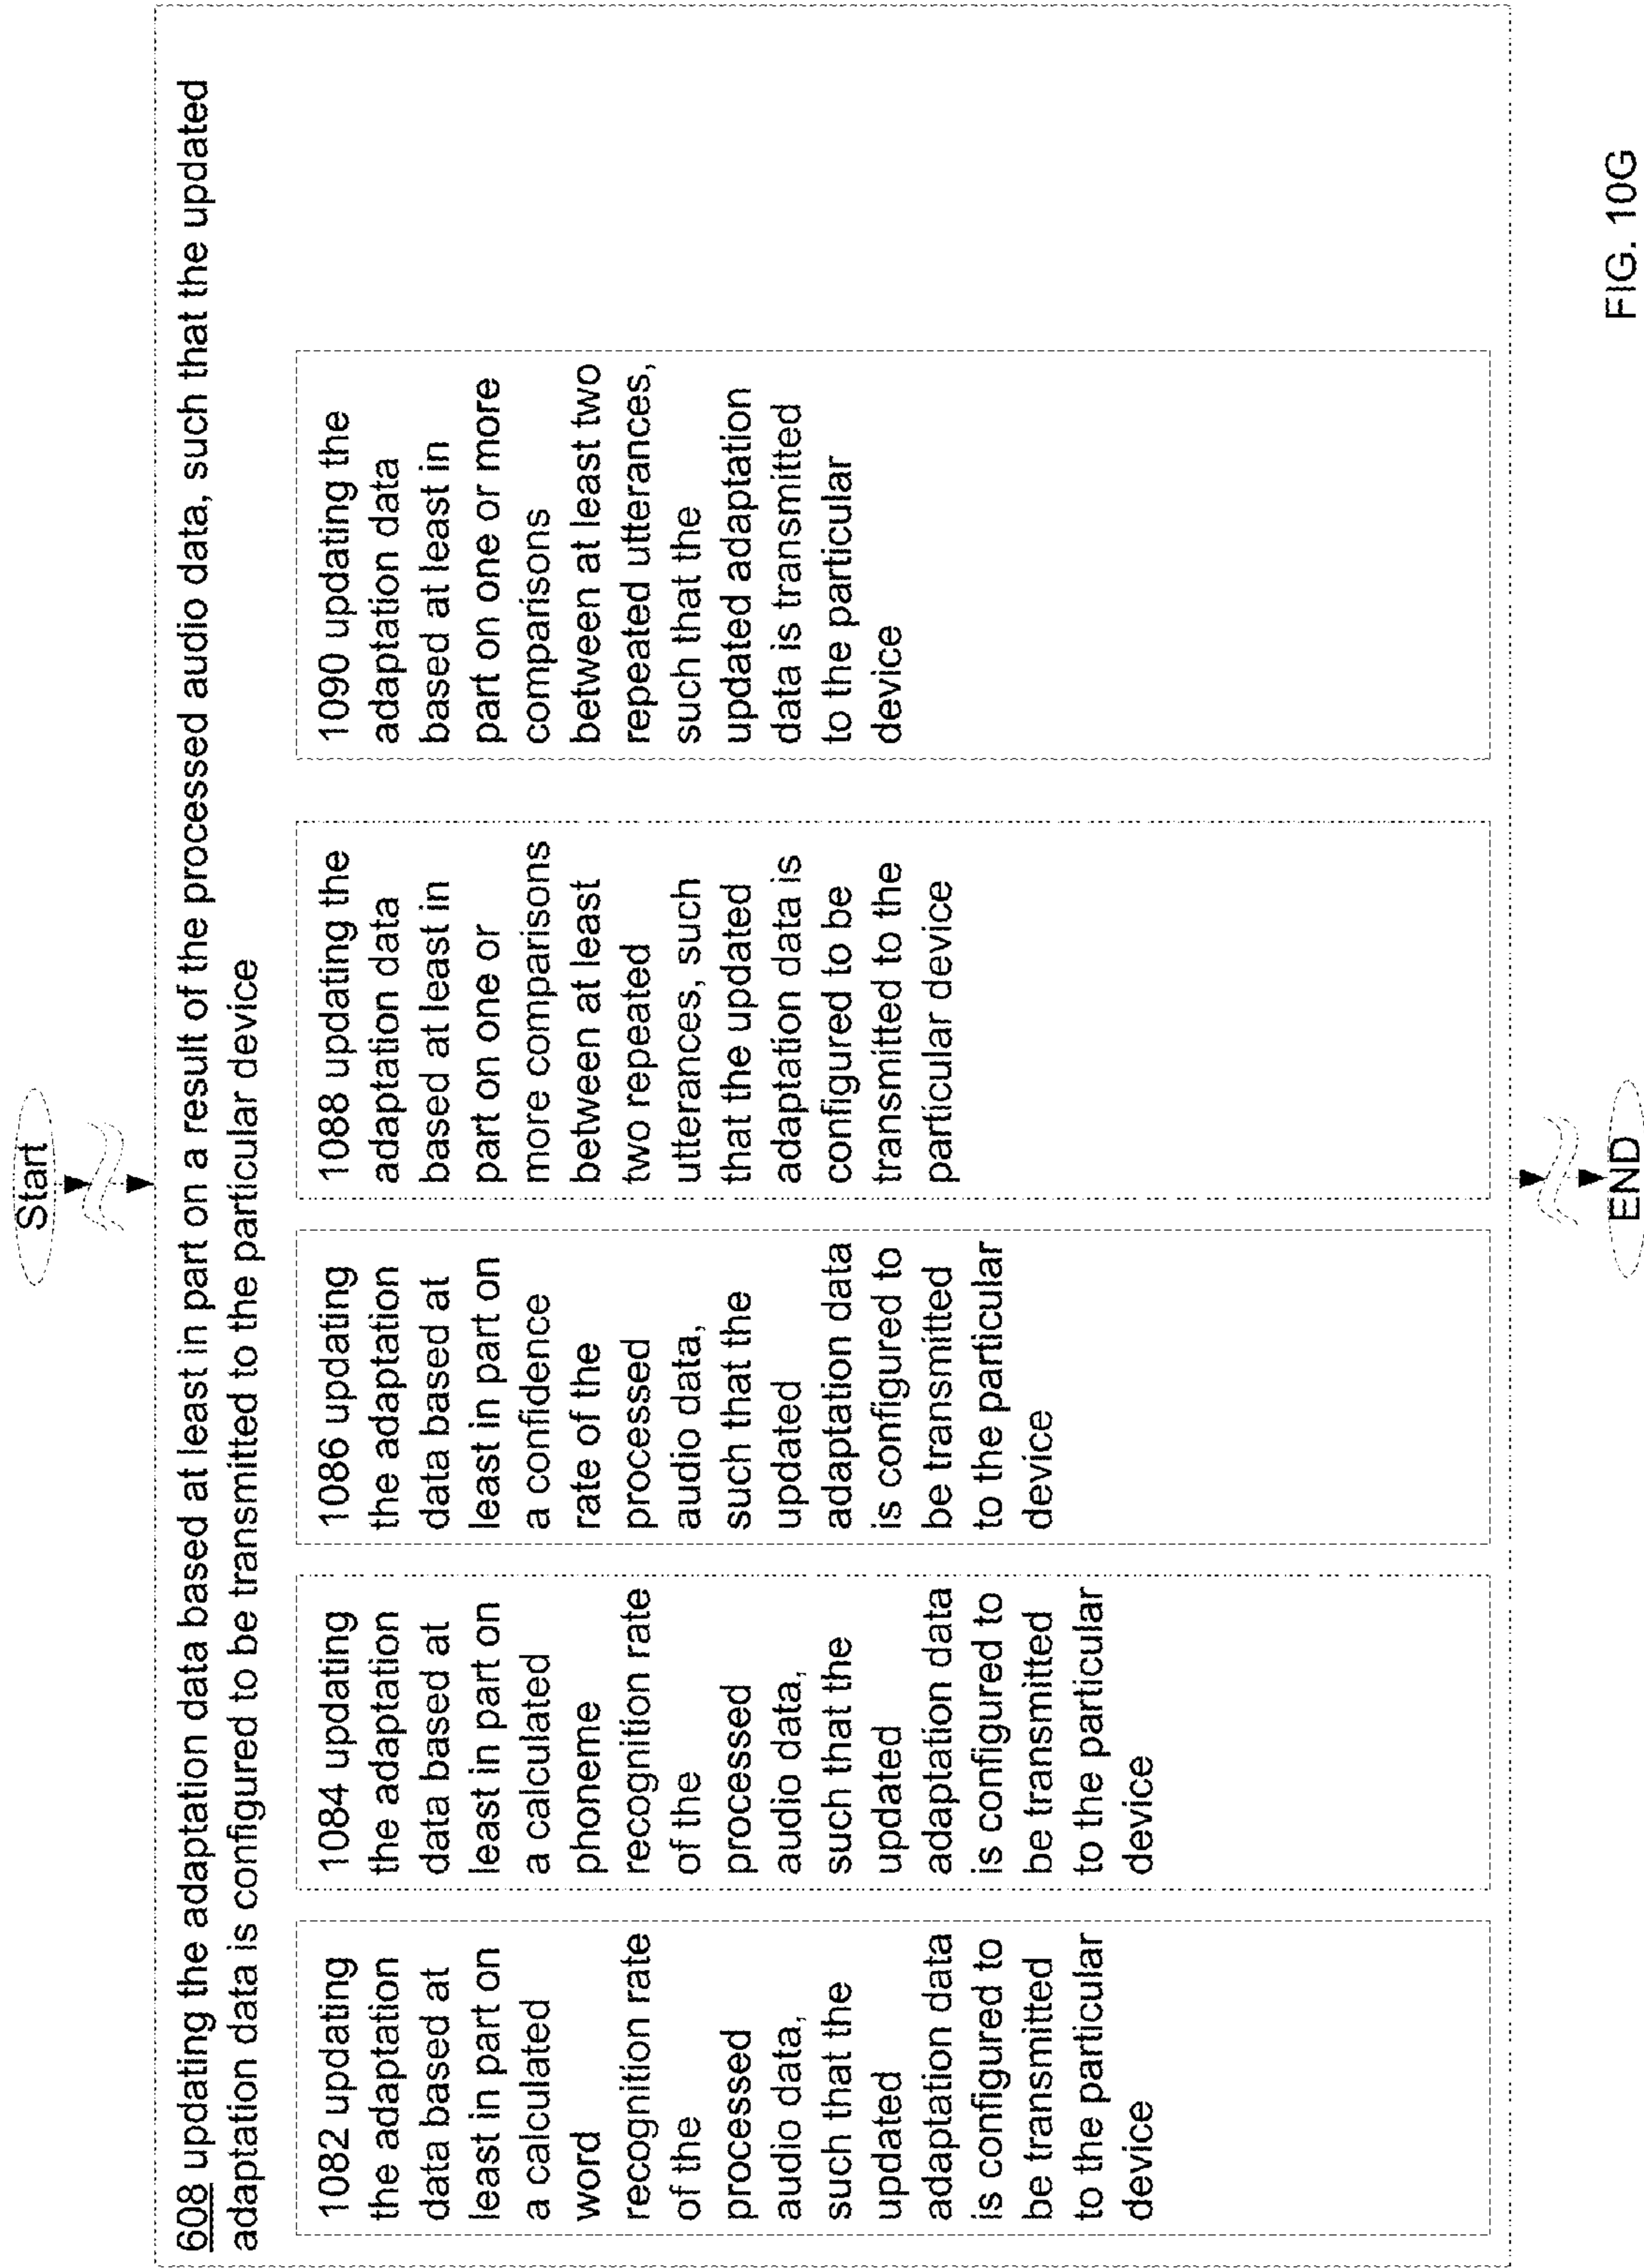 Start
608 updating the adaptation data based at least in part on a result of the processed audio data, such that the updated
adaptation data is configured to be transmitted to the particular device
1082 updating
the adaptation
data based at
least in part on
a calculated
word
recognition rate
of the
processed
audio data,
such that the
updated
adaptation data
is configured to
be transmitted
to the particular
device
1084 updating
the adaptation
data based at
least in part on
a calculated
phoneme
recognition rate
of the
processed
audio data,
such that the
updated
adaptation data
is configured to
be transmitted
to the particular
device
1086 updating
the adaptation
data based at
least in part on
a confidence
rate of the
processed
audio data,
such that the
updated
adaptation data
is configured to
be transmitted
to the particular
device
1088 updating the
adaptation data
based at least in
part on one or
more comparisons
between at least
two repeated
utterances, such
that the updated
adaptation data is
configured to be
transmitted to the
particular device
1090 updating the
adaptation data
based at least in
part on one or more
comparisons
between at least two
repeated utterances,
such that the
updated adaptation
data is transmitted
to the particular
device
END
FIG. 10G